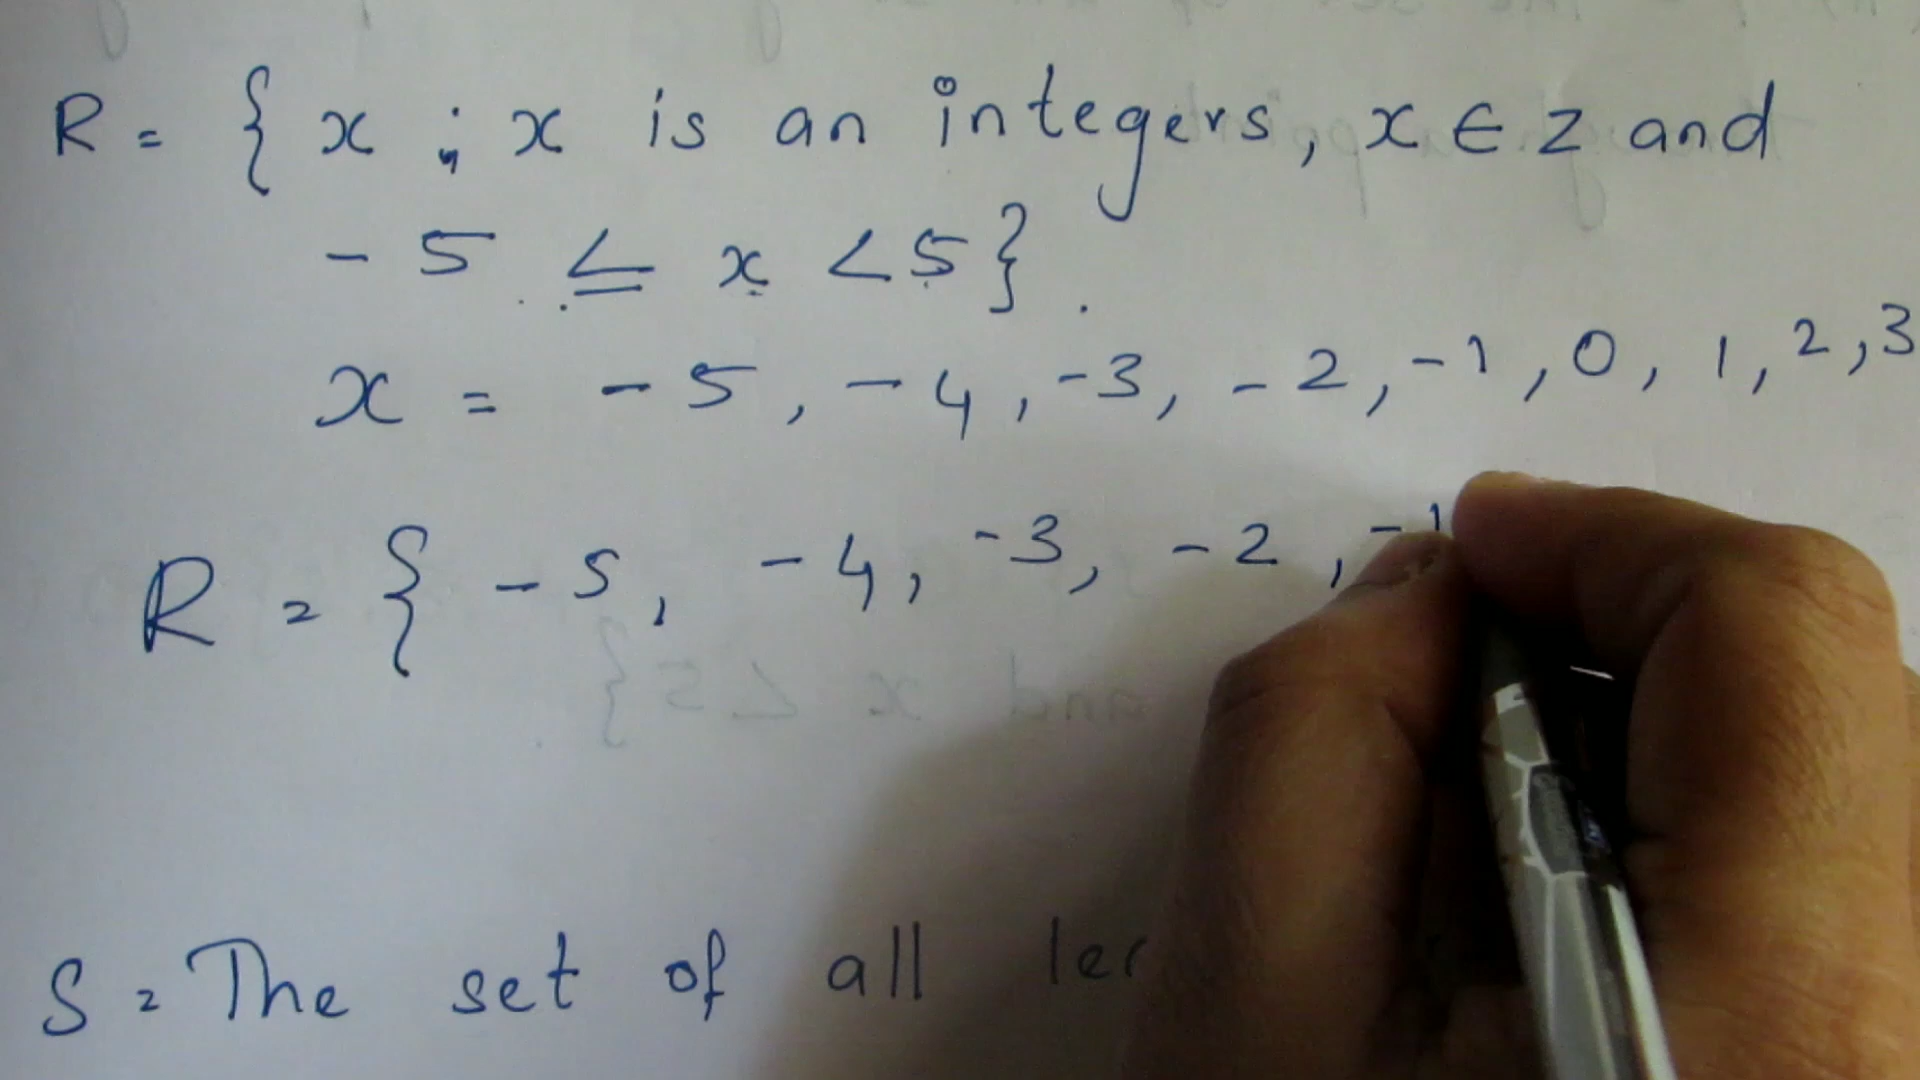 R = { x ; x is an integers, x ∈ Z and
- 5 ≤ x < 5 } .
x = - 5 , - 4 , - 3 , - 2 , - 1 , 0 , 1 , 2 , 3
R = { - 5 , - 4 , - 3 , - 2 , - 1
S = The set of all